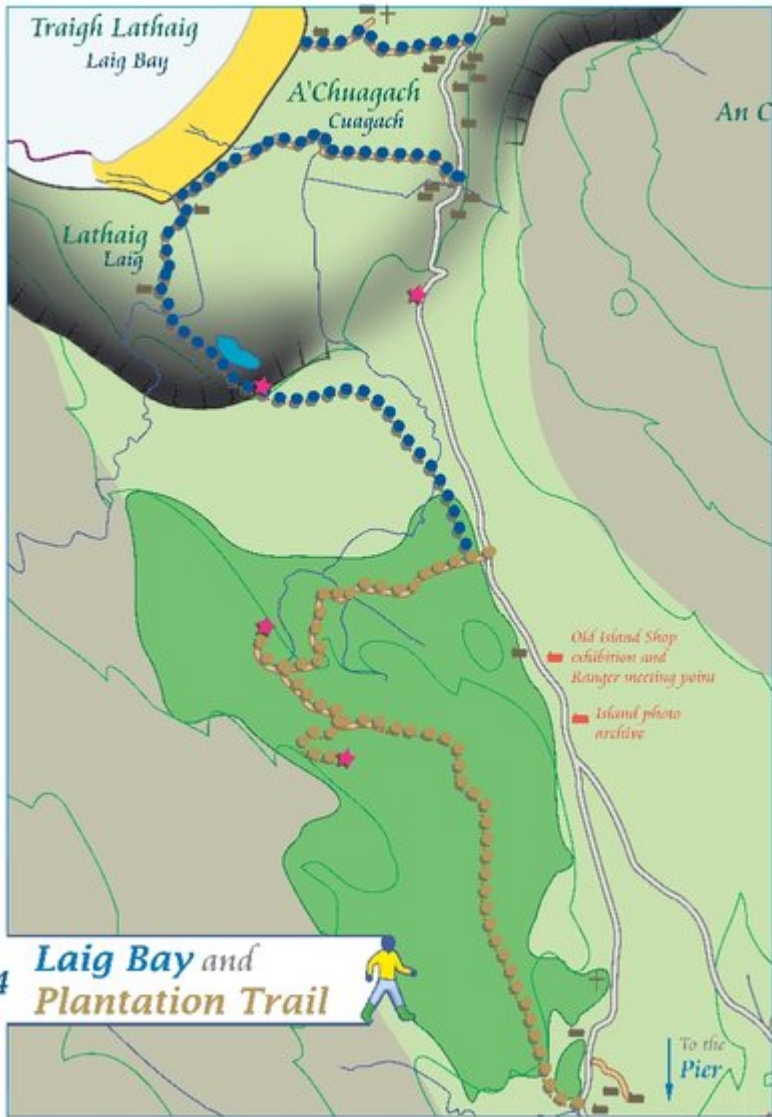 Traigh Lathaig
Laig Bay
A'Chuagach
Cuagach
An C
Lathaig
Laig
Old Island Shop
exhibition and
Ranger meeting point
Island photo
archive
4
Laig Bay and
Plantation Trail
To the
Pier